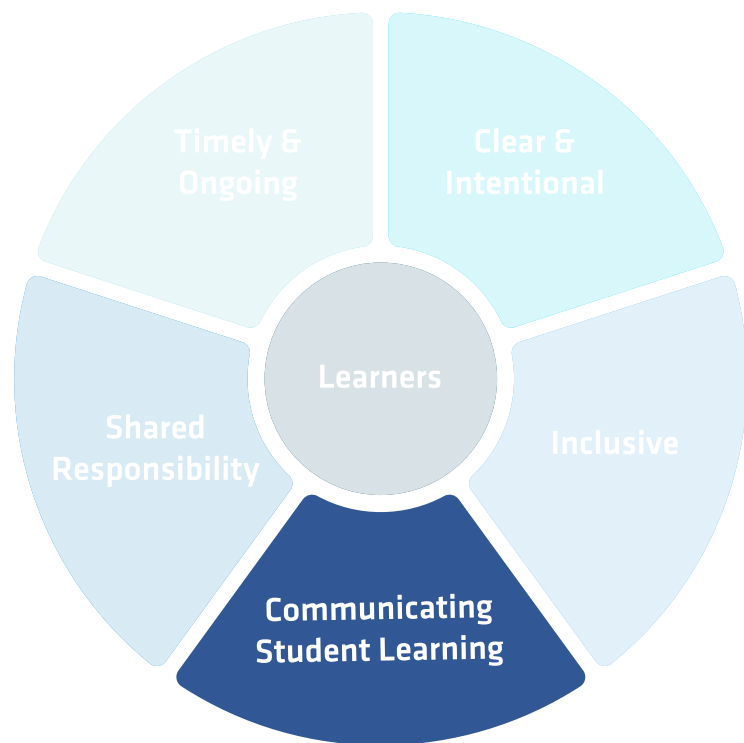 Timely &
Ongoing
Clear &
Intentional
Learners
Shared
Responsibility
Inclusive
Communicating
Student Learning